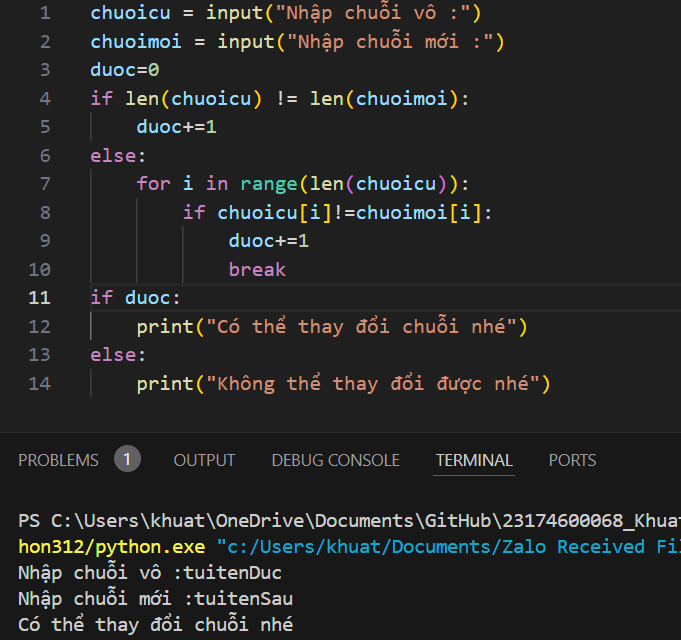 1 chuoicu = input("Nhập chuỗi vô :")
2 chuoimoi = input("Nhập chuỗi mới :")
3 duoc=0
4 if len(chuoicu) != len(chuoimoi):
5 duoc+=1
6 else:
7 for i in range(len(chuoicu)):
8 if chuoicu[i]!=chuoimoi[i]:
9 duoc+=1
10 break
11 if duoc:
12 print("Có thể thay đổi chuỗi nhé")
13 else:
14 print("Không thể thay đổi được nhé")
PROBLEMS 1 OUTPUT DEBUG CONSOLE TERMINAL PORTS
PS C:\Users\khuat\OneDrive\Documents\GitHub\23174600068_Khuat
hon312/python.exe "c:/Users/khuat/Documents/Zalo Received Fi
Nhập chuỗi vô :tuitenDuc
Nhập chuỗi mới :tuitenSau
Có thể thay đổi chuỗi nhé